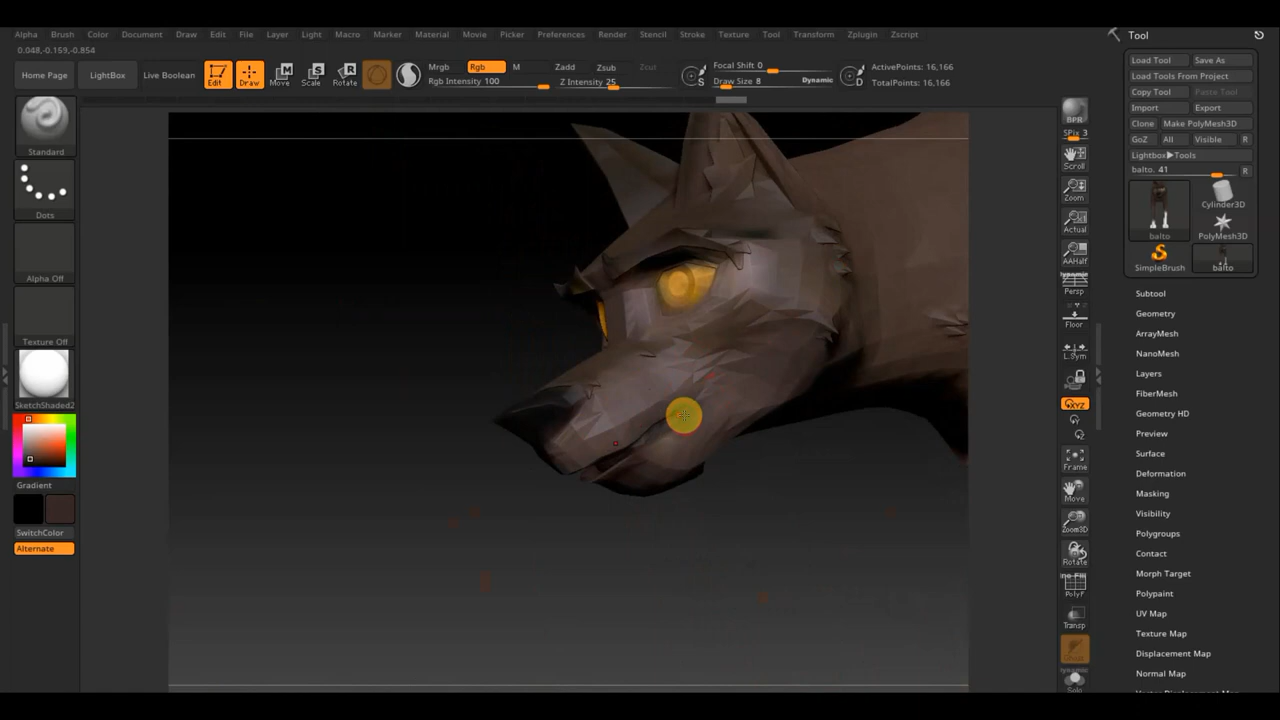 Alpha Brush Color Document Draw Edit File Layer Light Macro Marker Material Movie Picker Preferences Render Stencil Stroke Texture Tool Transform Zplugin Zscript
Tool
0.048,-0.159,-0.854
Home Page
LightBox
Live Boolean
Edit
Draw
Move
Scale
Rotate
Mrgb Rgb M
Rgb Intensity 100
Zadd Zsub Zcut
Z Intensity 25
S
Focal Shift 0
Draw Size 8 Dynamic
D
ActivePoints: 16,166
TotalPoints: 16,166
Load Tool Save As
Load Tools From Project
Copy Tool Paste Tool
Import Export
Clone Make PolyMesh3D
GoZ All Visible R
Lightbox▶Tools
balto. 41 R
balto
Cylinder3D
PolyMesh3D
SimpleBrush
balto
Standard
Dots
Alpha Off
Texture Off
SketchShaded2
Gradient
SwitchColor
Alternate
BPR
SPix 3
Scroll
Zoom
Actual
AAHalf
Dynamic
Persp
Floor
L.Sym
XYZ
Frame
Move
Zoom3D
Rotate
PolyF
Transp
Dynamic
Solo
Subtool
Geometry
ArrayMesh
NanoMesh
Layers
FiberMesh
Geometry HD
Preview
Surface
Deformation
Masking
Visibility
Polygroups
Contact
Morph Target
Polypaint
UV Map
Texture Map
Displacement Map
Normal Map